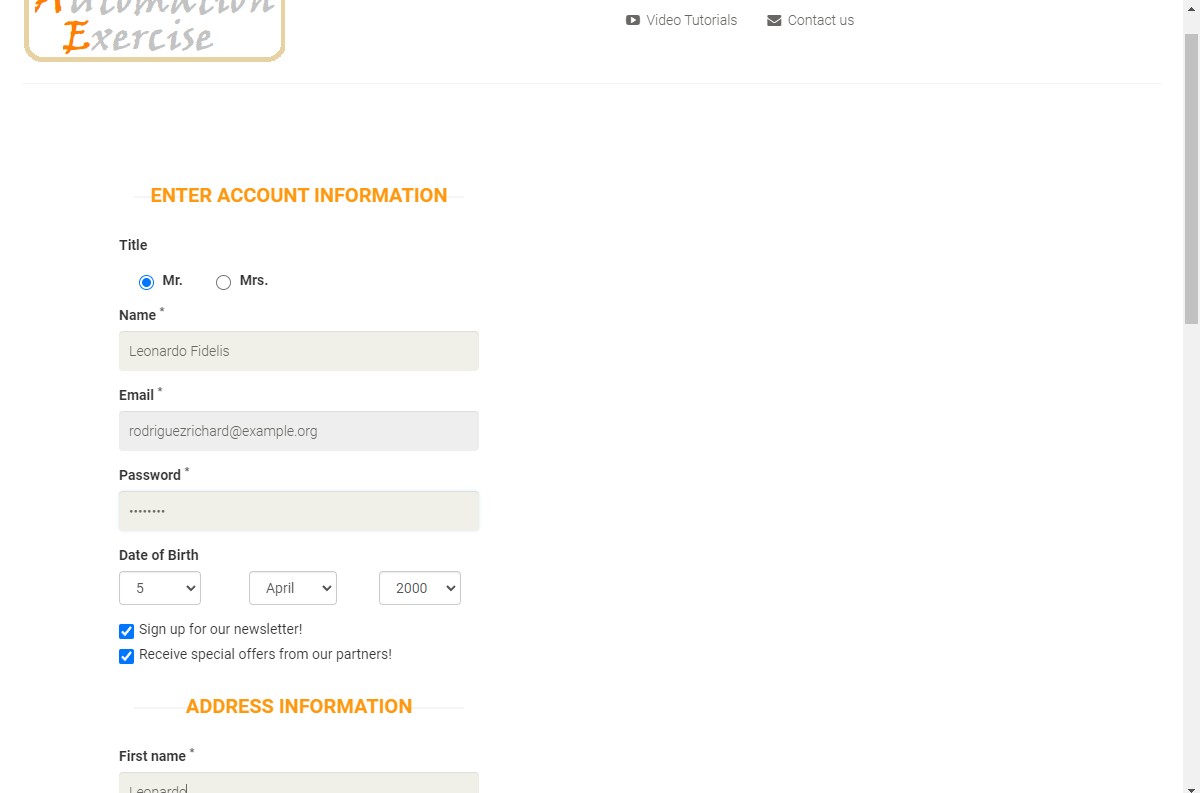 Automation
Exercise
Video Tutorials
Contact us
ENTER ACCOUNT INFORMATION
Title
Mr.
Mrs.
Name *
Leonardo Fidelis
Email *
rodriguezrichard@example.org
Password *
••••••••
Date of Birth
5 April 2000
Sign up for our newsletter!
Receive special offers from our partners!
ADDRESS INFORMATION
First name *
Leonardo